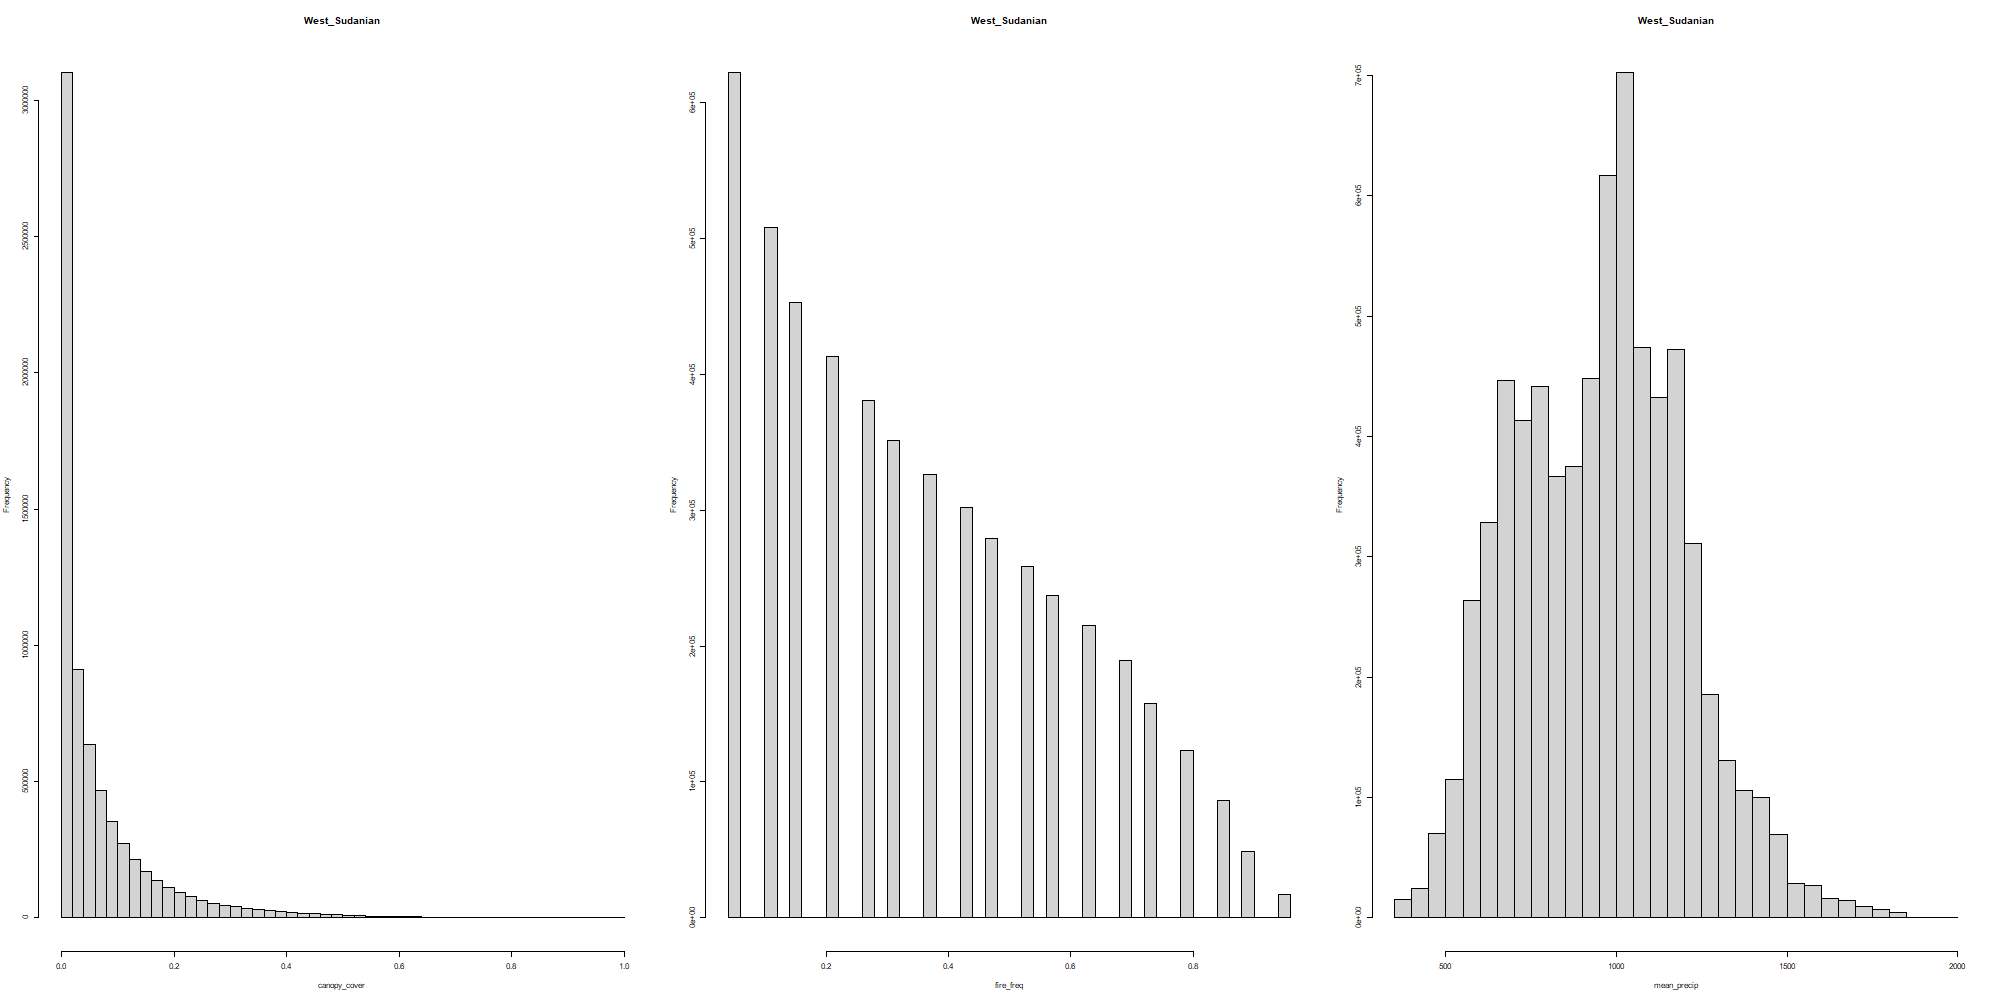 West_Sudanian
Frequency
0
500000
1000000
1500000
2000000
2500000
3000000
0.0
0.2
0.4
0.6
0.8
1.0
canopy_cover
West_Sudanian
Frequency
0e+00
1e+05
2e+05
3e+05
4e+05
5e+05
6e+05
0.2
0.4
0.6
0.8
fire_freq
West_Sudanian
Frequency
0e+00
1e+05
2e+05
3e+05
4e+05
5e+05
6e+05
7e+05
500
1000
1500
2000
mean_precip